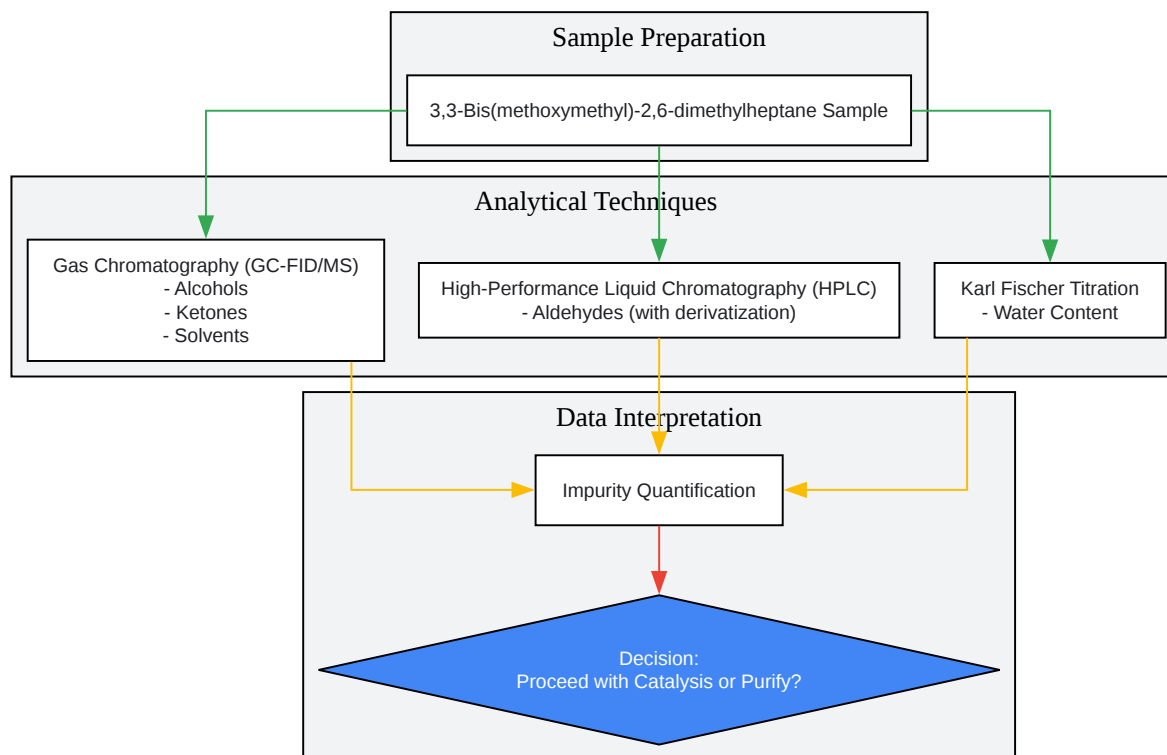 Sample Preparation
3,3-Bis(methoxymethyl)-2,6-dimethylheptane Sample
Analytical Techniques
Gas Chromatography (GC-FID/MS)
- Alcohols
- Ketones
- Solvents
High-Performance Liquid Chromatography (HPLC)
- Aldehydes (with derivatization)
Karl Fischer Titration
- Water Content
Data Interpretation
Impurity Quantification
Decision:
Proceed with Catalysis or Purify?